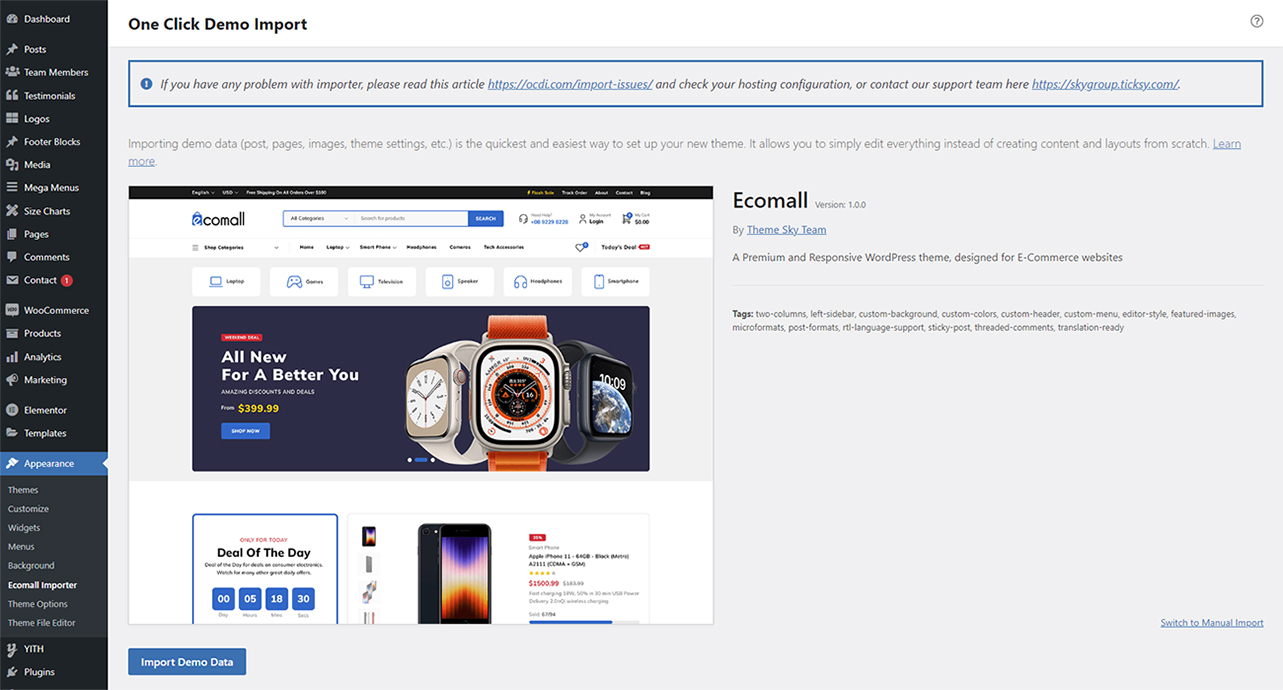 Dashboard
Posts
Team Members
Testimonials
Logos
Footer Blocks
Media
Mega Menus
Size Charts
Pages
Comments
Contact 1
WooCommerce
Products
Analytics
Marketing
Elementor
Templates
Appearance
Themes
Customize
Widgets
Menus
Background
Ecomall Importer
Theme Options
Theme File Editor
YITH
Plugins
One Click Demo Import
If you have any problem with importer, please read this article https://ocdi.com/import-issues/ and check your hosting configuration, or contact our support team here https://skygroup.ticksy.com/.
Importing demo data (post, pages, images, theme settings, etc.) is the quickest and easiest way to set up your new theme. It allows you to simply edit everything instead of creating content and layouts from scratch. Learn
more.
English USD Free Shipping On All Orders Over $100 Flash Sale Track Order About Contact Blog
ecomall All Categories Search for products SEARCH
Need Help?
+08 9229 8228
My Account
Login
My Cart
$0.00
Shop Categories Home Laptop Smart Phone Headphones Cameras Tech Accessories Today's Deal HOT
Laptop Games Television Speaker Headphones Smartphone
WEEKEND DEAL
All New
For A Better You
AMAZING DISCOUNTS AND DEALS
From $399.99
SHOP NOW
10:09
ONLY FOR TODAY
Deal Of The Day
Deal of the Day for deals on consumer electronics.
Watch for many other great daily offers.
00 05 18 30
Day Hours Mins Secs
35%
Smart Phone
Apple iPhone 11 - 64GB - Black (Metro)
A2111 (CDMA + GSM)
$1500.99 $183.99
Fast charging 18W, 50% in 30 min USB Power
Delivery 2.0 Qi wireless charging
Sold: 67/94
Ecomall Version: 1.0.0
By Theme Sky Team
A Premium and Responsive WordPress theme, designed for E-Commerce websites
Tags: two-columns, left-sidebar, custom-background, custom-colors, custom-header, custom-menu, editor-style, featured-images,
microformats, post-formats, rtl-language-support, sticky-post, threaded-comments, translation-ready
Switch to Manual Import
Import Demo Data